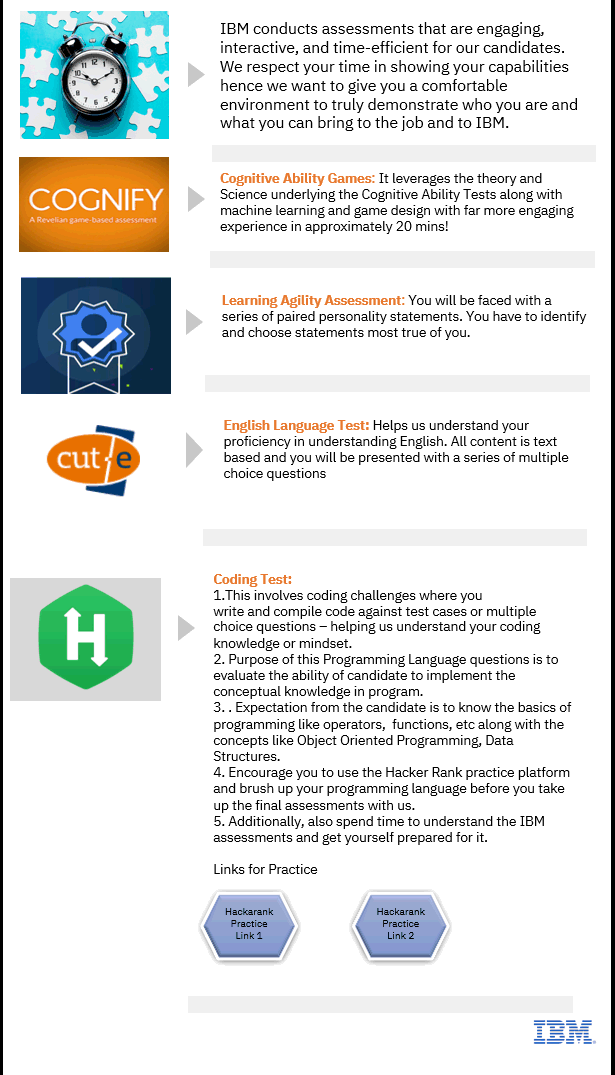 IBM conducts assessments that are engaging,
interactive, and time-efficient for our candidates.
We respect your time in showing your capabilities
hence we want to give you a comfortable
environment to truly demonstrate who you are and
what you can bring to the job and to IBM.
COGNIFY
A Revelian game-based assessment
Cognitive Ability Games: It leverages the theory and
Science underlying the Cognitive Ability Tests along with
machine learning and game design with far more engaging
experience in approximately 20 mins!
Learning Agility Assessment: You will be faced with a
series of paired personality statements. You have to identify
and choose statements most true of you.
cut-e
English Language Test: Helps us understand your
proficiency in understanding English. All content is text
based and you will be presented with a series of multiple
choice questions
H
Coding Test:
1.This involves coding challenges where you
write and compile code against test cases or multiple
choice questions – helping us understand your coding
knowledge or mindset.
2. Purpose of this Programming Language questions is to
evaluate the ability of candidate to implement the
conceptual knowledge in program.
3. . Expectation from the candidate is to know the basics of
programming like operators,  functions, etc along with the
concepts like Object Oriented Programming, Data
Structures.
4. Encourage you to use the Hacker Rank practice platform
and brush up your programming language before you take
up the final assessments with us.
5. Additionally, also spend time to understand the IBM
assessments and get yourself prepared for it.
Links for Practice
Hackarank
Practice
Link 1
Hackarank
Practice
Link 2
IBM